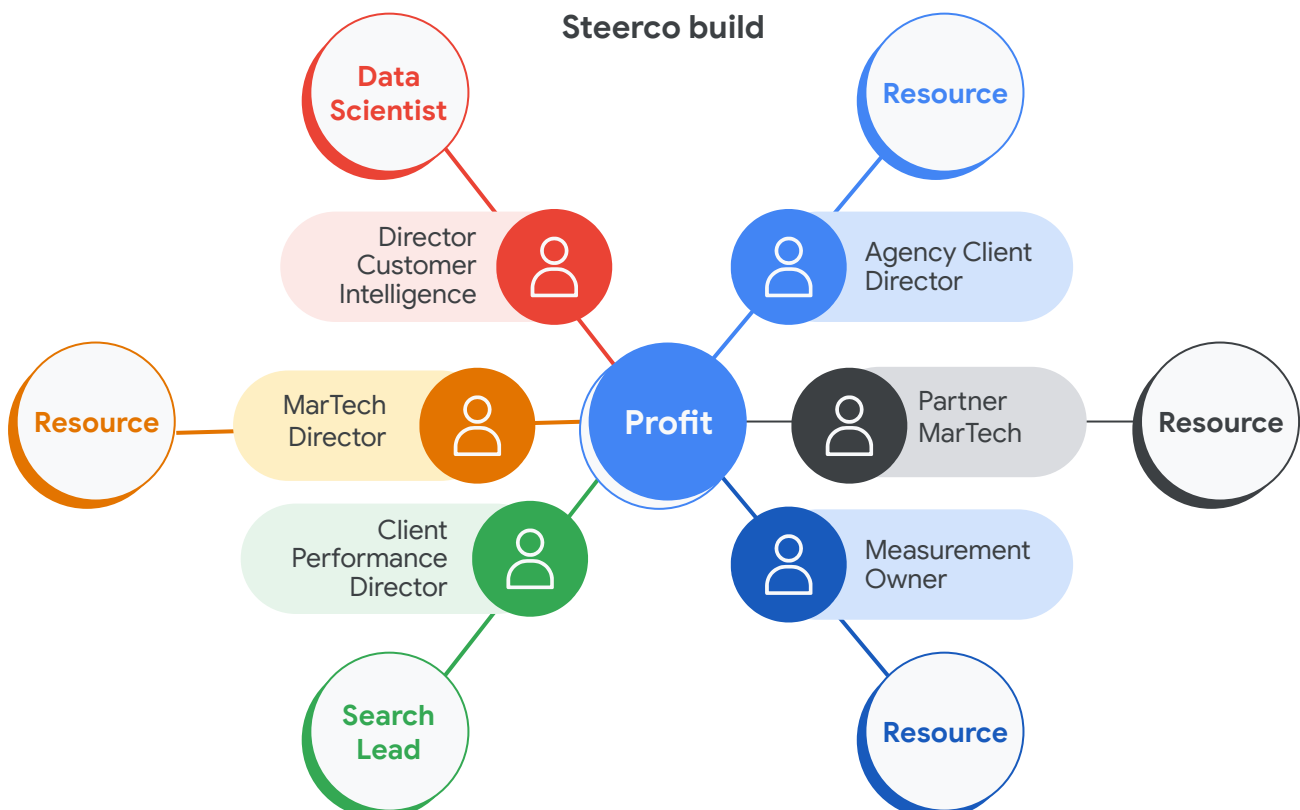 Steerco build
Data
Scientist
Resource
Director
Customer
Intelligence
Agency Client
Director
Resource
MarTech
Director
Profit
Partner
MarTech
Resource
Client
Performance
Director
Measurement
Owner
Search
Lead
Resource